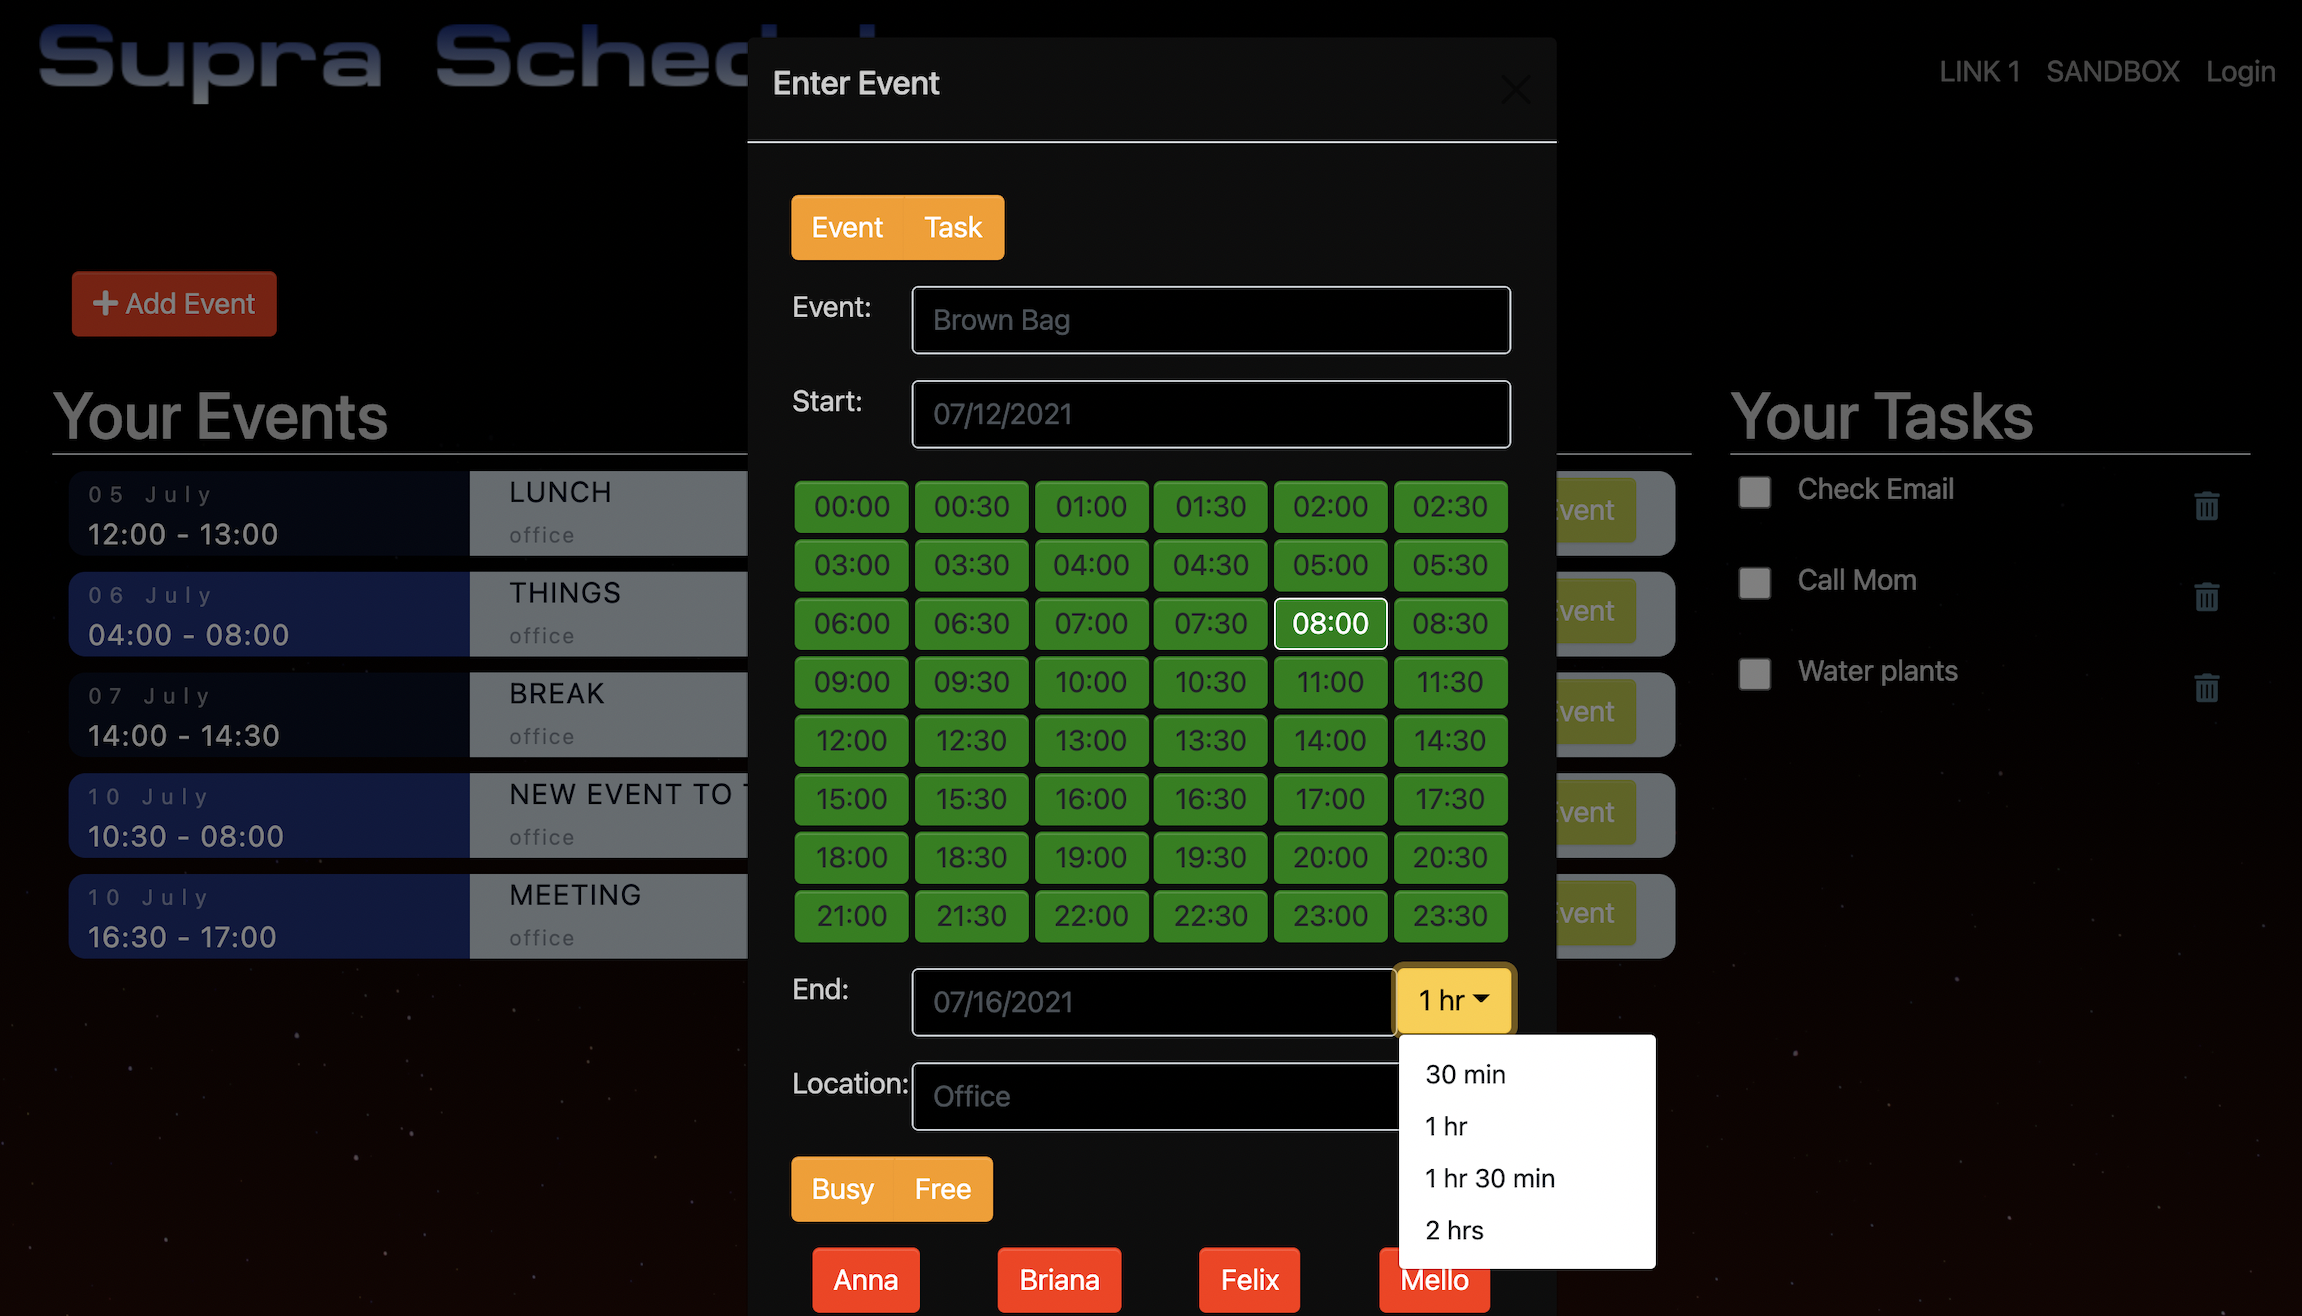 Supra Sched
LINK 1 SANDBOX Login
Enter Event
Event Task
Add Event
Event: Brown Bag
Start: 07/12/2021
Your Events
Your Tasks
00:00 00:30 01:00 01:30 02:00 02:30
03:00 03:30 04:00 04:30 05:00 05:30
06:00 06:30 07:00 07:30 08:00 08:30
09:00 09:30 10:00 10:30 11:00 11:30
12:00 12:30 13:00 13:30 14:00 14:30
15:00 15:30 16:00 16:30 17:00 17:30
18:00 18:30 19:00 19:30 20:00 20:30
21:00 21:30 22:00 22:30 23:00 23:30
05 July
12:00 - 13:00
LUNCH
office
vent
06 July
04:00 - 08:00
THINGS
office
vent
07 July
14:00 - 14:30
BREAK
office
vent
10 July
10:30 - 08:00
NEW EVENT TO
office
vent
10 July
16:30 - 17:00
MEETING
office
vent
Check Email
Call Mom
Water plants
End: 07/16/2021 1 hr
30 min
1 hr
1 hr 30 min
2 hrs
Location: Office
Busy Free
Anna Briana Felix Mello